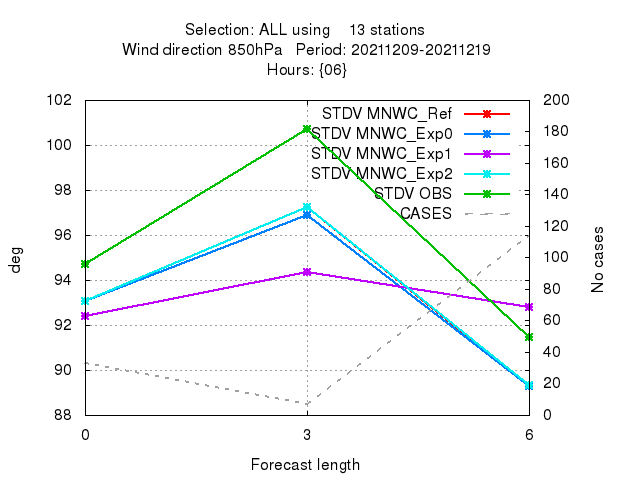 Selection: ALL using 13 stations
Wind direction 850hPa Period: 20211209-20211219
Hours: {06}
102
100
98
96
94
92
90
88
200
180
160
140
120
100
80
60
40
20
0
STDV MNWC_Ref
STDV MNWC_Exp0
STDV MNWC_Exp1
STDV MNWC_Exp2
STDV OBS
CASES
deg
No cases
0 3 6
Forecast length